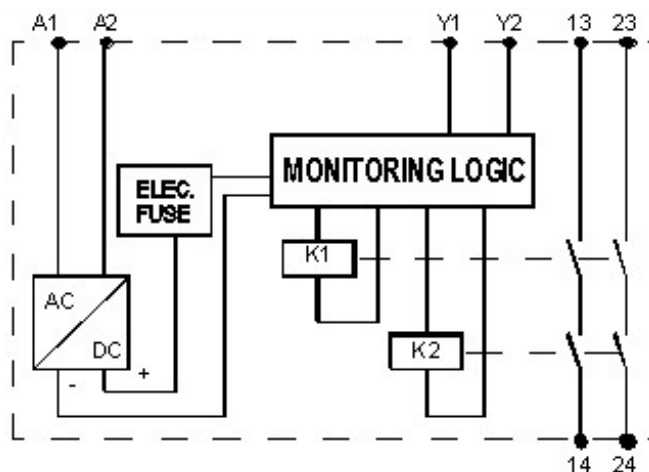 A1 A2 Y1 Y2 13 23
MONITORING LOGIC
ELEC.
FUSE
K1
AC
DC
K2
- +
14 24